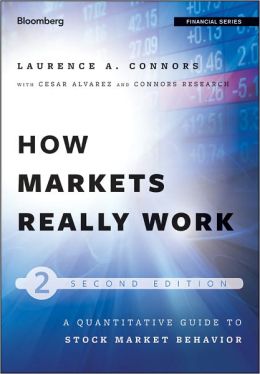 Bloomberg
FINANCIAL SERIES
LAURENCE A. CONNORS
WITH CESAR ALVAREZ AND CONNORS RESEARCH
HOW
MARKETS
REALLY WORK
2 SECOND EDITION
A QUANTITATIVE GUIDE TO
STOCK MARKET BEHAVIOR